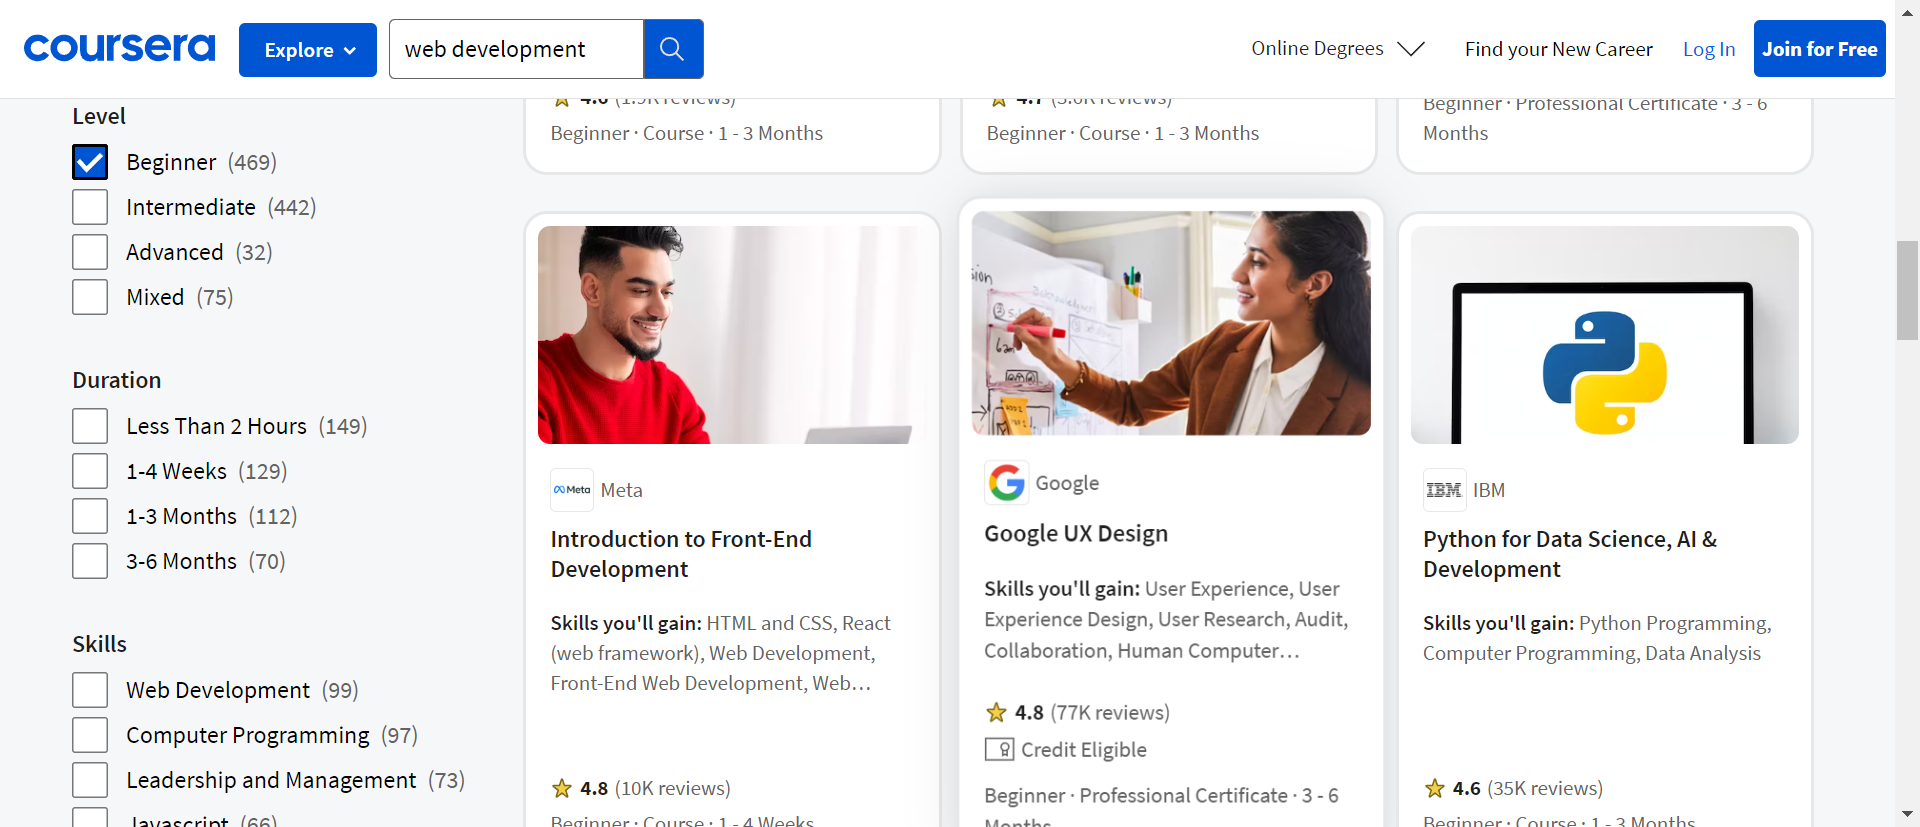 coursera
Explore
web development
Online Degrees
Find your New Career
Log In
Join for Free
Level
Beginner (469)
Intermediate (442)
Advanced (32)
Mixed (75)
Duration
Less Than 2 Hours (149)
1-4 Weeks (129)
1-3 Months (112)
3-6 Months (70)
Skills
Web Development (99)
Computer Programming (97)
Leadership and Management (73)
Javascript (66)
Beginner · Course · 1 - 3 Months
Beginner · Course · 1 - 3 Months
Beginner · Professional Certificate · 3 - 6
Months
Meta
Meta
Introduction to Front-End
Development
Skills you'll gain: HTML and CSS, React
(web framework), Web Development,
Front-End Web Development, Web…
4.8 (10K reviews)
Beginner · Course · 1 - 4 Weeks
Google
Google UX Design
Skills you'll gain: User Experience, User
Experience Design, User Research, Audit,
Collaboration, Human Computer…
4.8 (77K reviews)
Credit Eligible
Beginner · Professional Certificate · 3 - 6
Months
IBM
IBM
Python for Data Science, AI &
Development
Skills you'll gain: Python Programming,
Computer Programming, Data Analysis
4.6 (35K reviews)
Beginner · Course · 1 - 3 Months